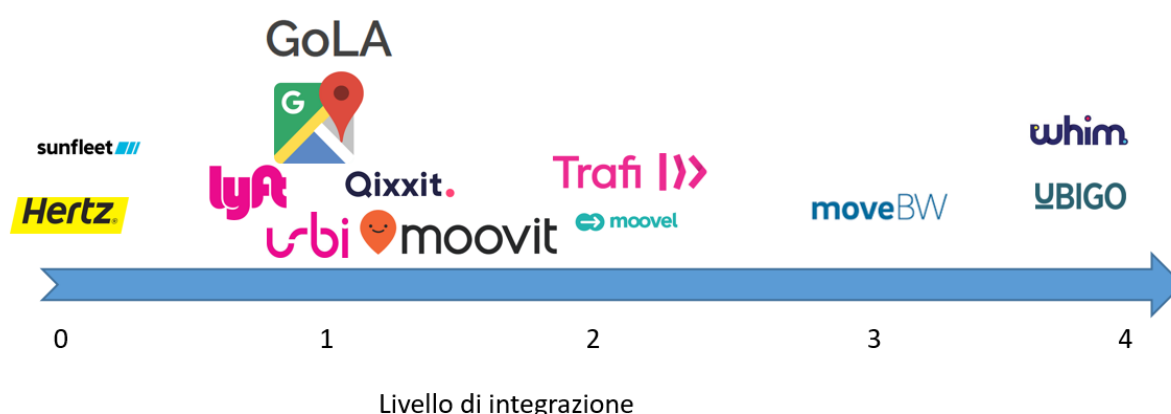 GoLA
G
sunfleet
whim
lyft
Qixxit.
Trafi
Hertz
UBIGO
moveBW
moovel
urbi
moovit
0 1 2 3 4
Livello di integrazione